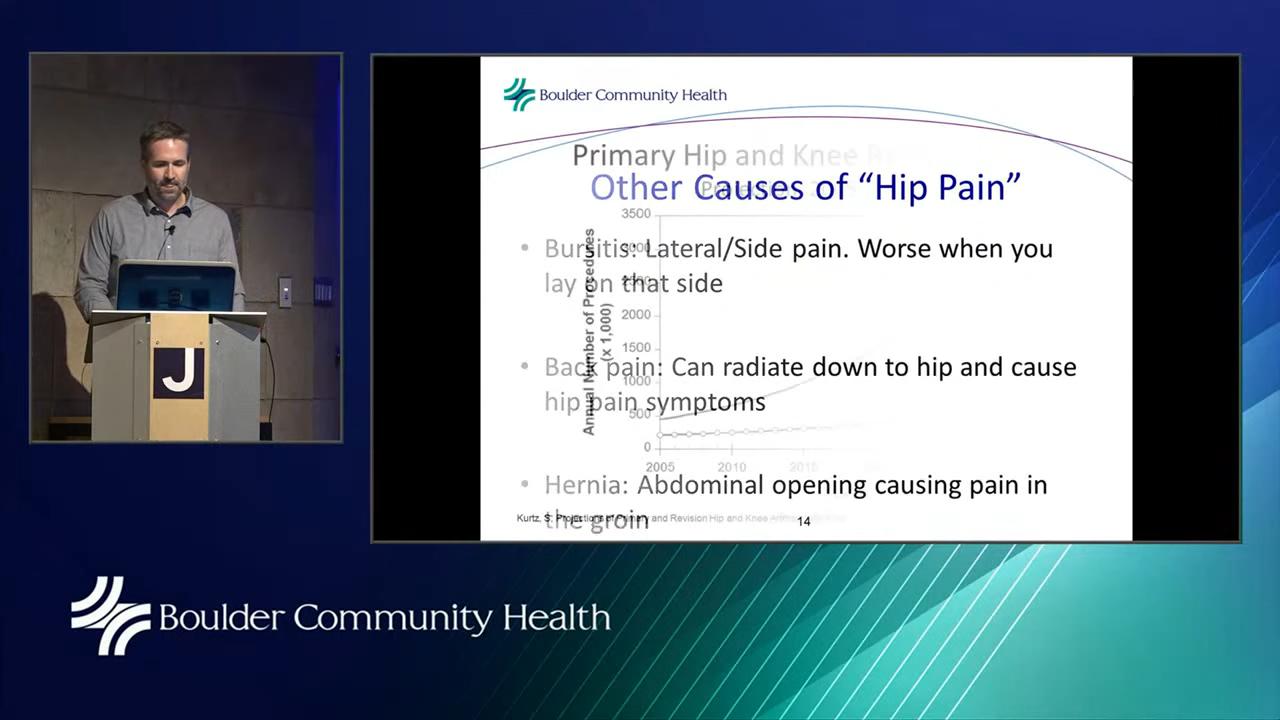 Boulder Community Health
Primary Hip and Knee
Other Causes of “Hip Pain”
3500
• Bursitis: Lateral/Side pain. Worse when you
lay on that side
Annual Number of Procedures
(x 1,000)
2000
1500
1000
500
0
2005
2010
2015
• Back pain: Can radiate down to hip and cause
hip pain symptoms
• Hernia: Abdominal opening causing pain in
the groin
Kurtz, S. Projections of Primary and Revision Hip and Knee
14
J
Boulder Community Health